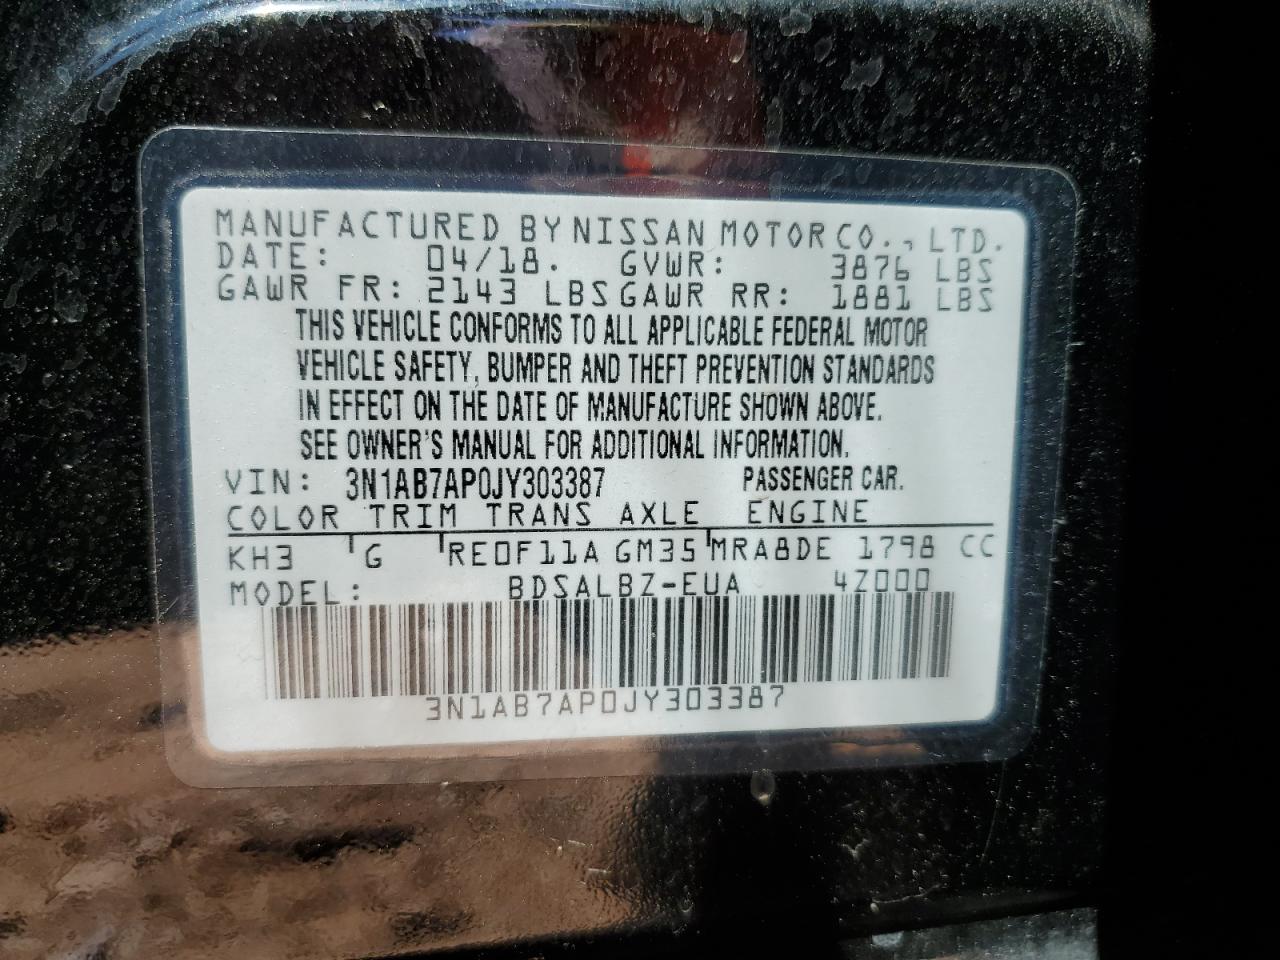 MANUFACTURED BY NISSAN MOTOR CO., LTD.
DATE: 04/18. GVWR: 3876 LBS
GAWR FR: 2143 LBS GAWR RR: 1881 LBS
THIS VEHICLE CONFORMS TO ALL APPLICABLE FEDERAL MOTOR
VEHICLE SAFETY, BUMPER AND THEFT PREVENTION STANDARDS
IN EFFECT ON THE DATE OF MANUFACTURE SHOWN ABOVE.
SEE OWNER'S MANUAL FOR ADDITIONAL INFORMATION.
VIN: 3N1AB7AP0JY303387 PASSENGER CAR.
COLOR TRIM TRANS AXLE ENGINE
KH3 G RE0F11A GM35 MRA8DE 1798 CC
MODEL: BDSALBZ-EUA 4Z000
3N1AB7AP0JY303387